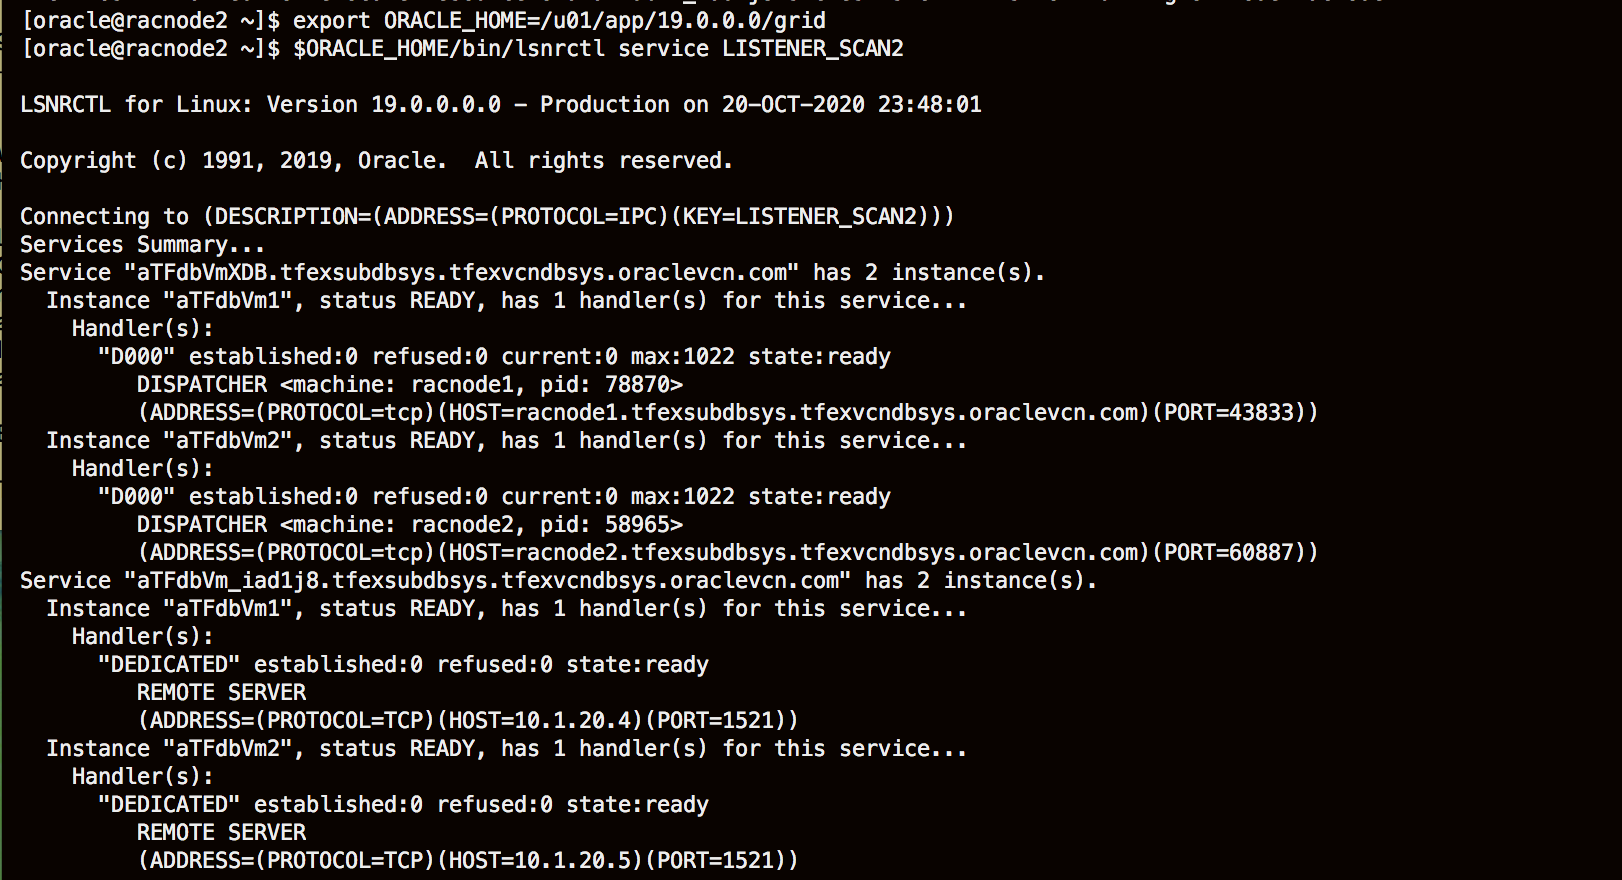 [oracle@racnode2 ~]$ export ORACLE_HOME=/u01/app/19.0.0.0/grid
[oracle@racnode2 ~]$ $ORACLE_HOME/bin/lsnrctl service LISTENER_SCAN2
LSNRCTL for Linux: Version 19.0.0.0.0 - Production on 20-OCT-2020 23:48:01
Copyright (c) 1991, 2019, Oracle.  All rights reserved.
Connecting to (DESCRIPTION=(ADDRESS=(PROTOCOL=IPC)(KEY=LISTENER_SCAN2)))
Services Summary...
Service "aTFdbVmXDB.tfexsubdbsys.tfexvcndbsys.oraclevcn.com" has 2 instance(s).
  Instance "aTFdbVm1", status READY, has 1 handler(s) for this service...
    Handler(s):
      "D000" established:0 refused:0 current:0 max:1022 state:ready
         DISPATCHER <machine: racnode1, pid: 78870>
         (ADDRESS=(PROTOCOL=tcp)(HOST=racnode1.tfexsubdbsys.tfexvcndbsys.oraclevcn.com)(PORT=43833))
  Instance "aTFdbVm2", status READY, has 1 handler(s) for this service...
    Handler(s):
      "D000" established:0 refused:0 current:0 max:1022 state:ready
         DISPATCHER <machine: racnode2, pid: 58965>
         (ADDRESS=(PROTOCOL=tcp)(HOST=racnode2.tfexsubdbsys.tfexvcndbsys.oraclevcn.com)(PORT=60887))
Service "aTFdbVm_iad1j8.tfexsubdbsys.tfexvcndbsys.oraclevcn.com" has 2 instance(s).
  Instance "aTFdbVm1", status READY, has 1 handler(s) for this service...
    Handler(s):
      "DEDICATED" established:0 refused:0 state:ready
         REMOTE SERVER
         (ADDRESS=(PROTOCOL=TCP)(HOST=10.1.20.4)(PORT=1521))
  Instance "aTFdbVm2", status READY, has 1 handler(s) for this service...
    Handler(s):
      "DEDICATED" established:0 refused:0 state:ready
         REMOTE SERVER
         (ADDRESS=(PROTOCOL=TCP)(HOST=10.1.20.5)(PORT=1521))